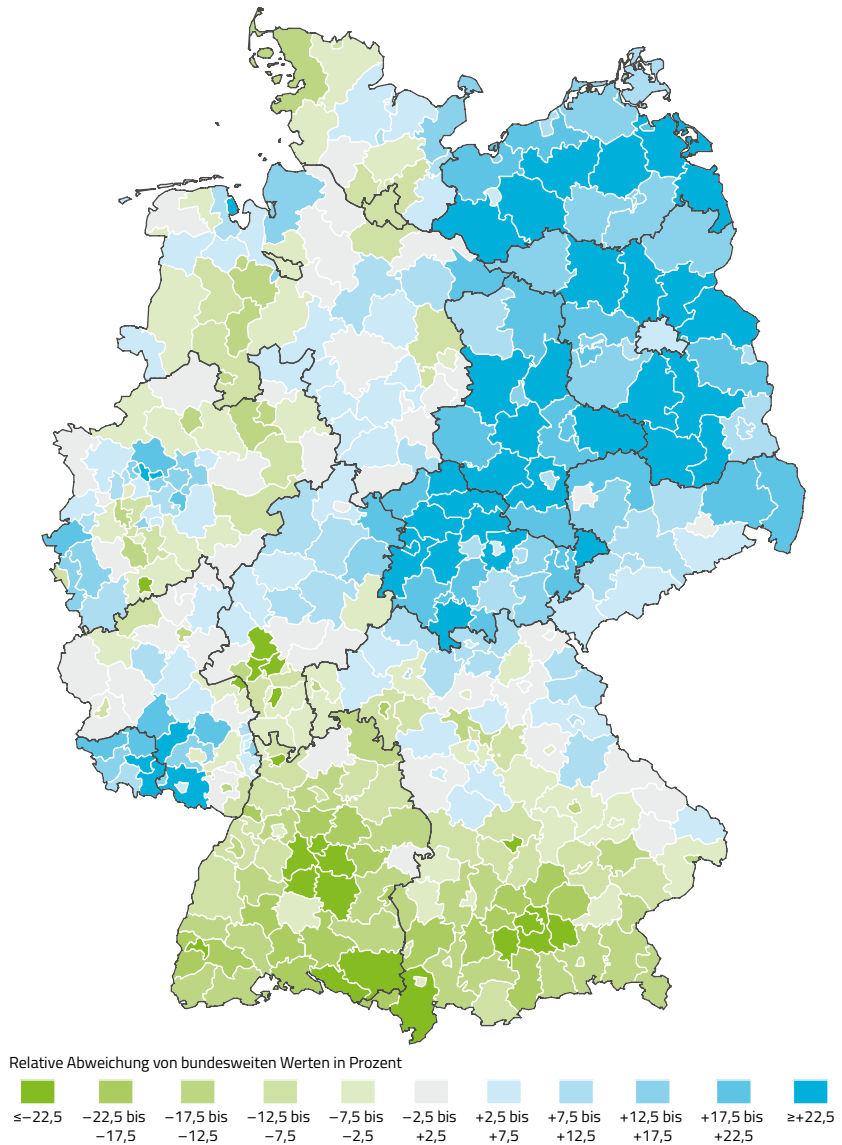 Relative Abweichung von bundesweiten Werten in Prozent
≤−22,5 −22,5 bis −17,5 bis −12,5 bis −7,5 bis −2,5 bis +2,5 bis +7,5 bis +12,5 bis +17,5 bis ≥+22,5
−17,5 −12,5 −7,5 −2,5 +2,5 +7,5 +12,5 +17,5 +22,5